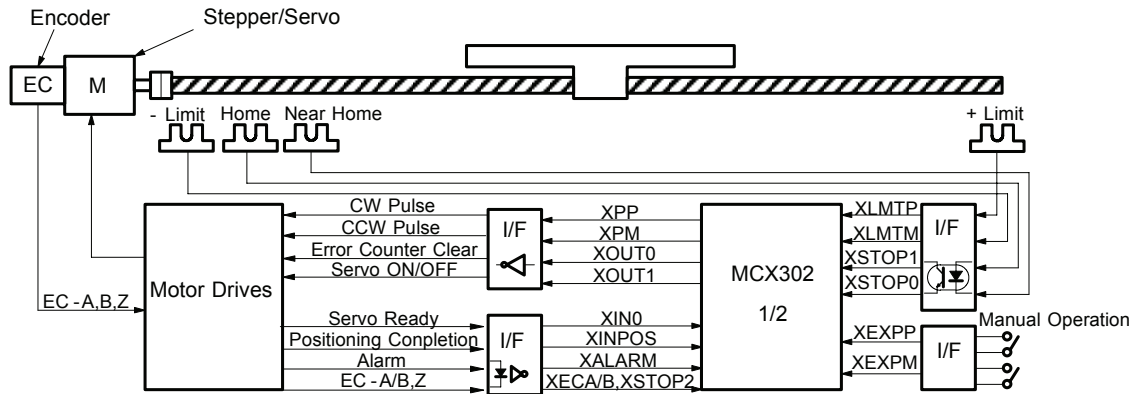 Encoder
Stepper/Servo
EC
M
- Limit
Home
Near Home
+ Limit
CW Pulse
CCW Pulse
Error Counter Clear
Servo ON/OFF
I/F
XPP
XPM
XOUT0
XOUT1
XLMTP
XLMTM
XSTOP1
XSTOP0
I/F
Motor Drives
MCX302
1/2
EC -A,B,Z
Servo Ready
Positioning Conpletion
Alarm
EC -A/B,Z
I/F
XIN0
XINPOS
XALARM
XECA/B,XSTOP2
XEXPP
XEXPM
I/F
Manual Operation